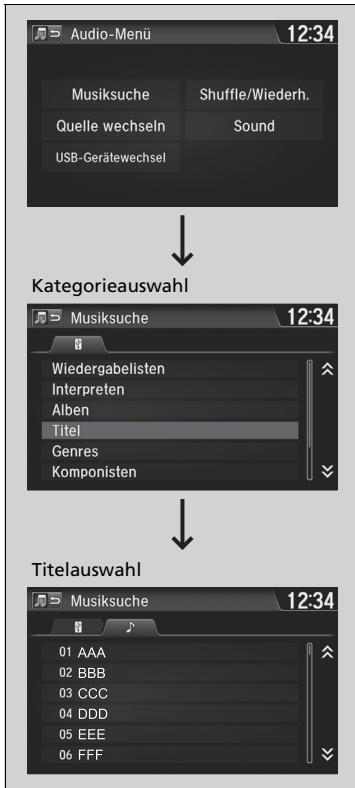 Audio-Menü 12:34
Musiksuche Shuffle/Wiederh.
Quelle wechseln Sound
USB-Gerätewechsel
Kategorieauswahl
Musiksuche 12:34
Wiedergabelisten
Interpreten
Alben
Titel
Genres
Komponisten
Titelauswahl
Musiksuche 12:34
01 AAA
02 BBB
03 CCC
04 DDD
05 EEE
06 FFF